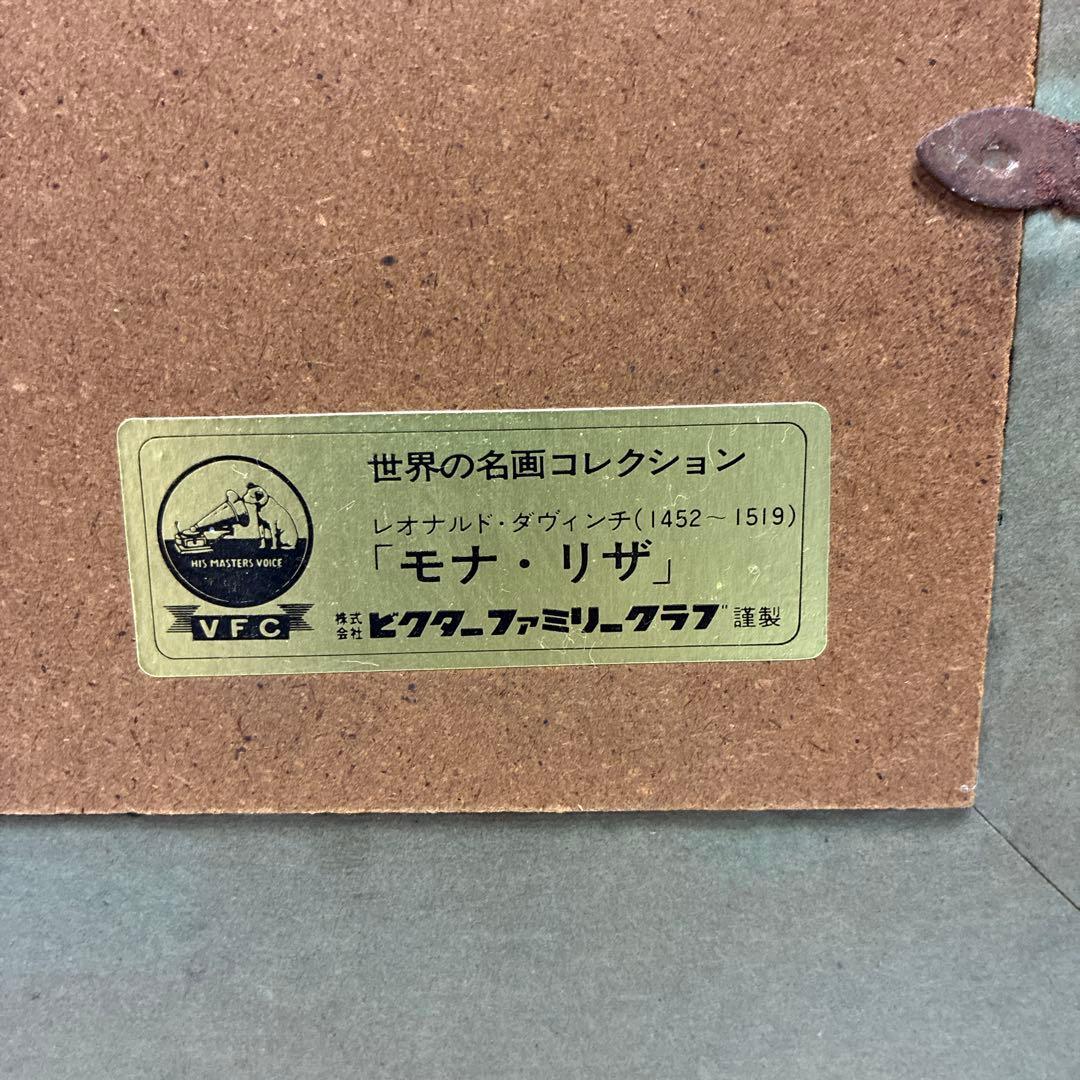 世界の名画コレクション
レオナルド・ダヴィンチ(1452〜1519)
「モナ・リザ」
株式会社 ビクターファミリークラブ 謹製
HIS MASTERS VOICE
VFC